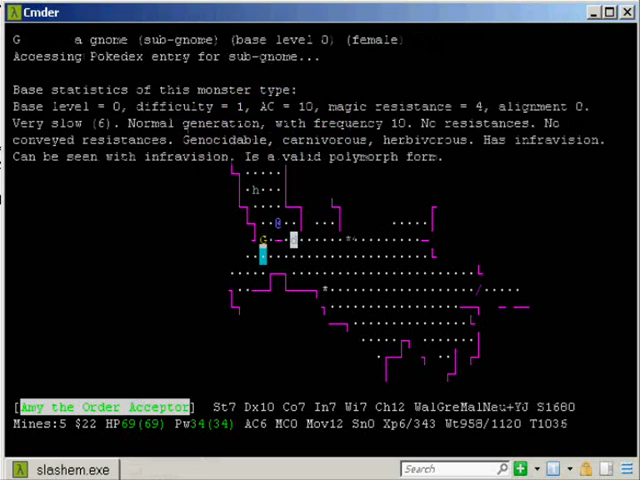 Cmder
G a gnome (sub-gnome) (base level 0) (female)
Accessing Pokedex entry for sub-gnome...
Base statistics of this monster type:
Base level = 0, difficulty = 1, AC = 10, magic resistance = 4, alignment 0.
Very slow (6). Normal generation, with frequency 10. No resistances. No
conveyed resistances. Genocidable, carnivorous, herbivorous. Has infravision.
Can be seen with infravision. Is a valid polymorph form.
[Amy the Order Acceptor] St7 Dx10 Co7 In7 Wi7 Ch12 WalGreMalNeu+YJ S1680
Mines:5 $22 HP69(69) Pw34(34) AC6 MC0 Mov12 Sn0 Xp6/343 Wt958/1120 T1036
slashem.exe
Search